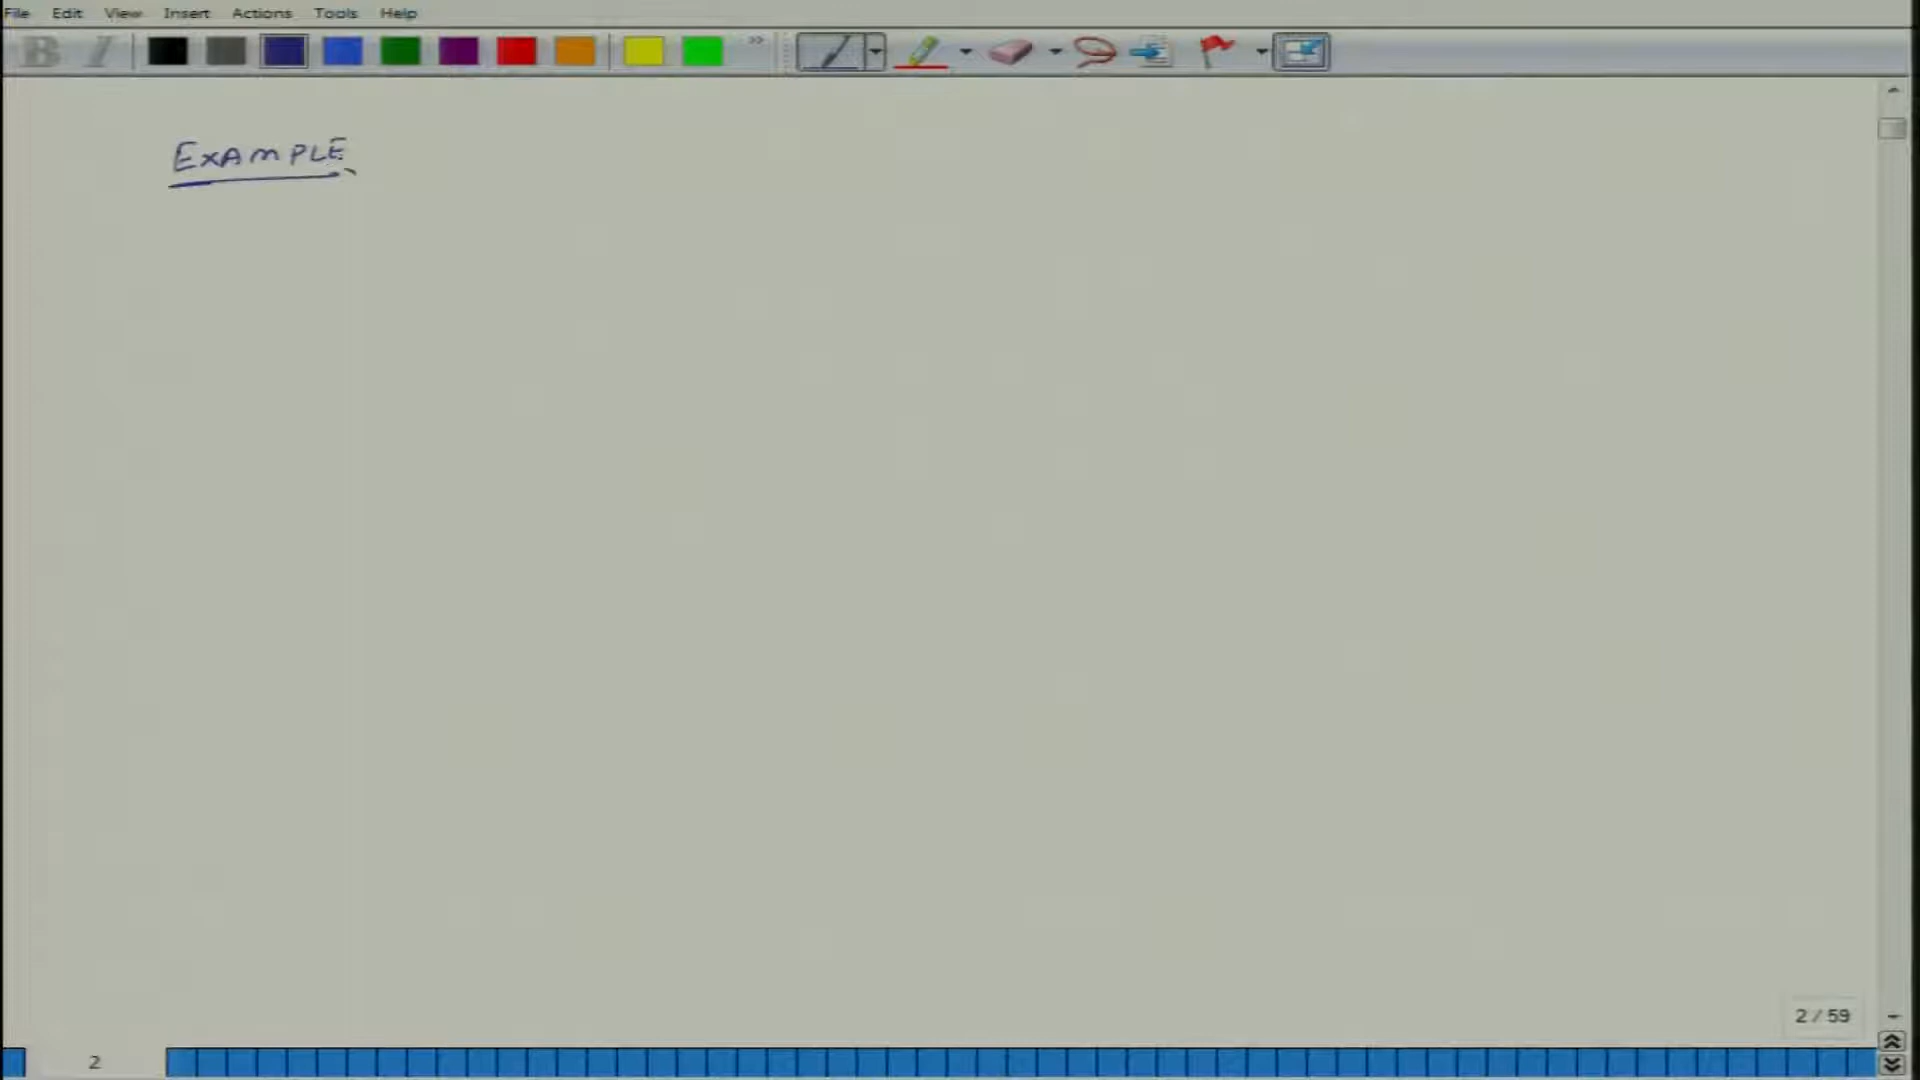 File Edit View Insert Actions Tools Help
B I
EXAMPLE
2 / 59
2